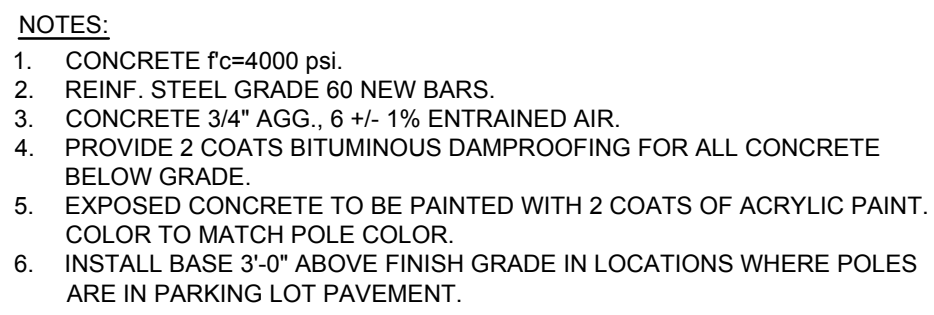 NOTES:
1. CONCRETE f'c=4000 psi.
2. REINF. STEEL GRADE 60 NEW BARS.
3. CONCRETE 3/4" AGG., 6 +/- 1% ENTRAINED AIR.
4. PROVIDE 2 COATS BITUMINOUS DAMPROOFING FOR ALL CONCRETE
BELOW GRADE.
5. EXPOSED CONCRETE TO BE PAINTED WITH 2 COATS OF ACRYLIC PAINT.
COLOR TO MATCH POLE COLOR.
6. INSTALL BASE 3'-0" ABOVE FINISH GRADE IN LOCATIONS WHERE POLES
ARE IN PARKING LOT PAVEMENT.